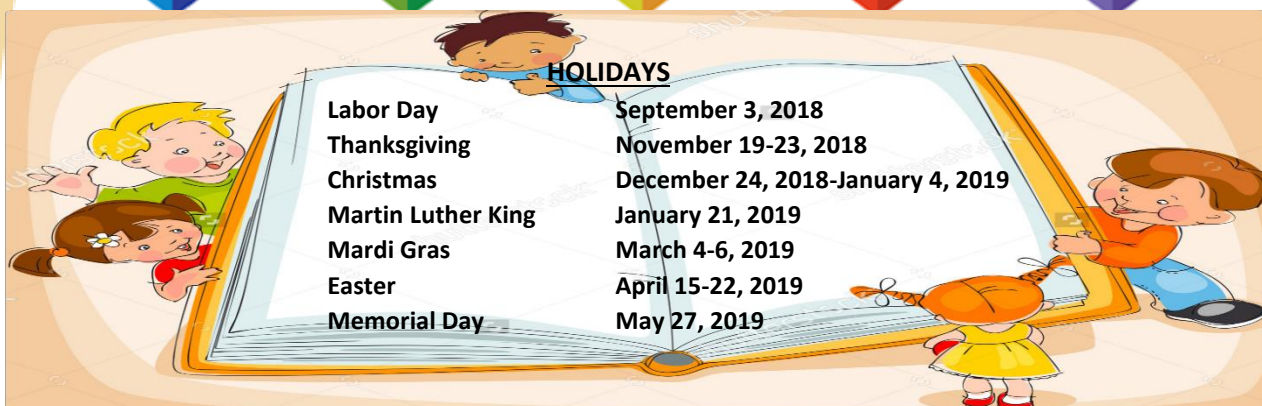 HOLIDAYS
Labor Day September 3, 2018
Thanksgiving November 19-23, 2018
Christmas December 24, 2018-January 4, 2019
Martin Luther King January 21, 2019
Mardi Gras March 4-6, 2019
Easter April 15-22, 2019
Memorial Day May 27, 2019